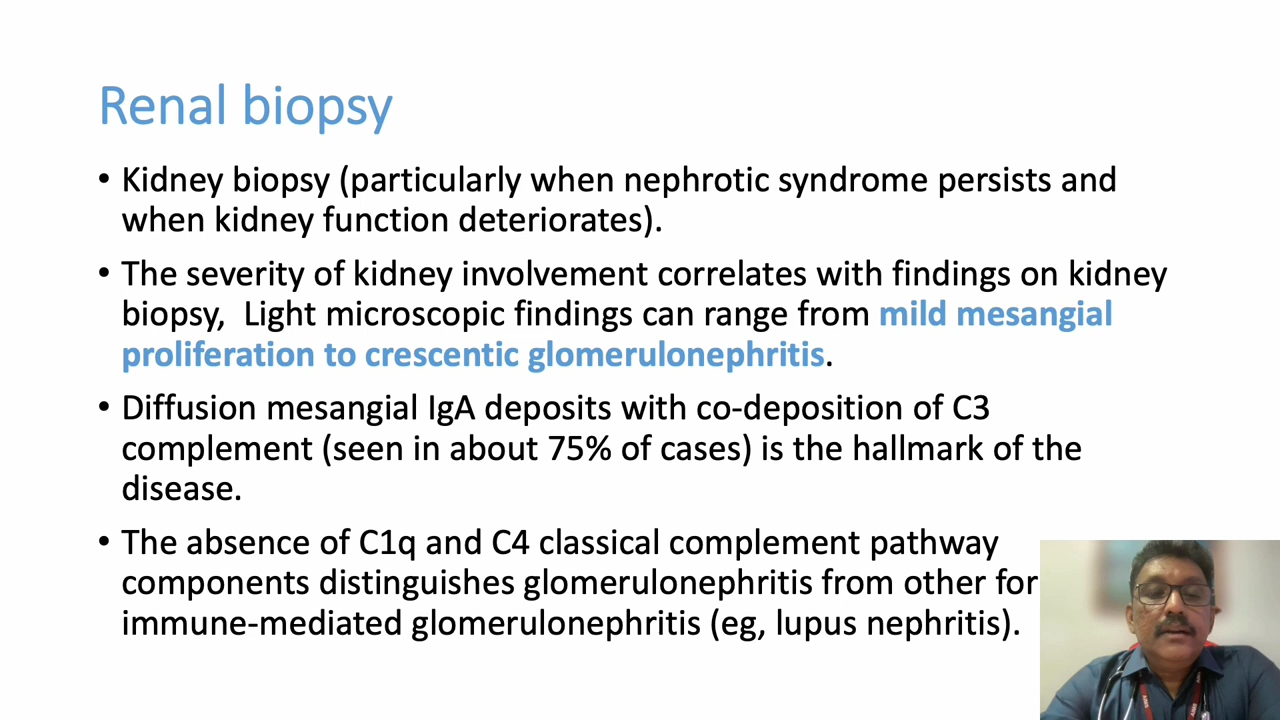 Renal biopsy
• Kidney biopsy (particularly when nephrotic syndrome persists and
when kidney function deteriorates).
• The severity of kidney involvement correlates with findings on kidney
biopsy,  Light microscopic findings can range from mild mesangial
proliferation to crescentic glomerulonephritis.
• Diffusion mesangial IgA deposits with co-deposition of C3
complement (seen in about 75% of cases) is the hallmark of the
disease.
• The absence of C1q and C4 classical complement pathway
components distinguishes glomerulonephritis from other for
immune-mediated glomerulonephritis (eg, lupus nephritis).